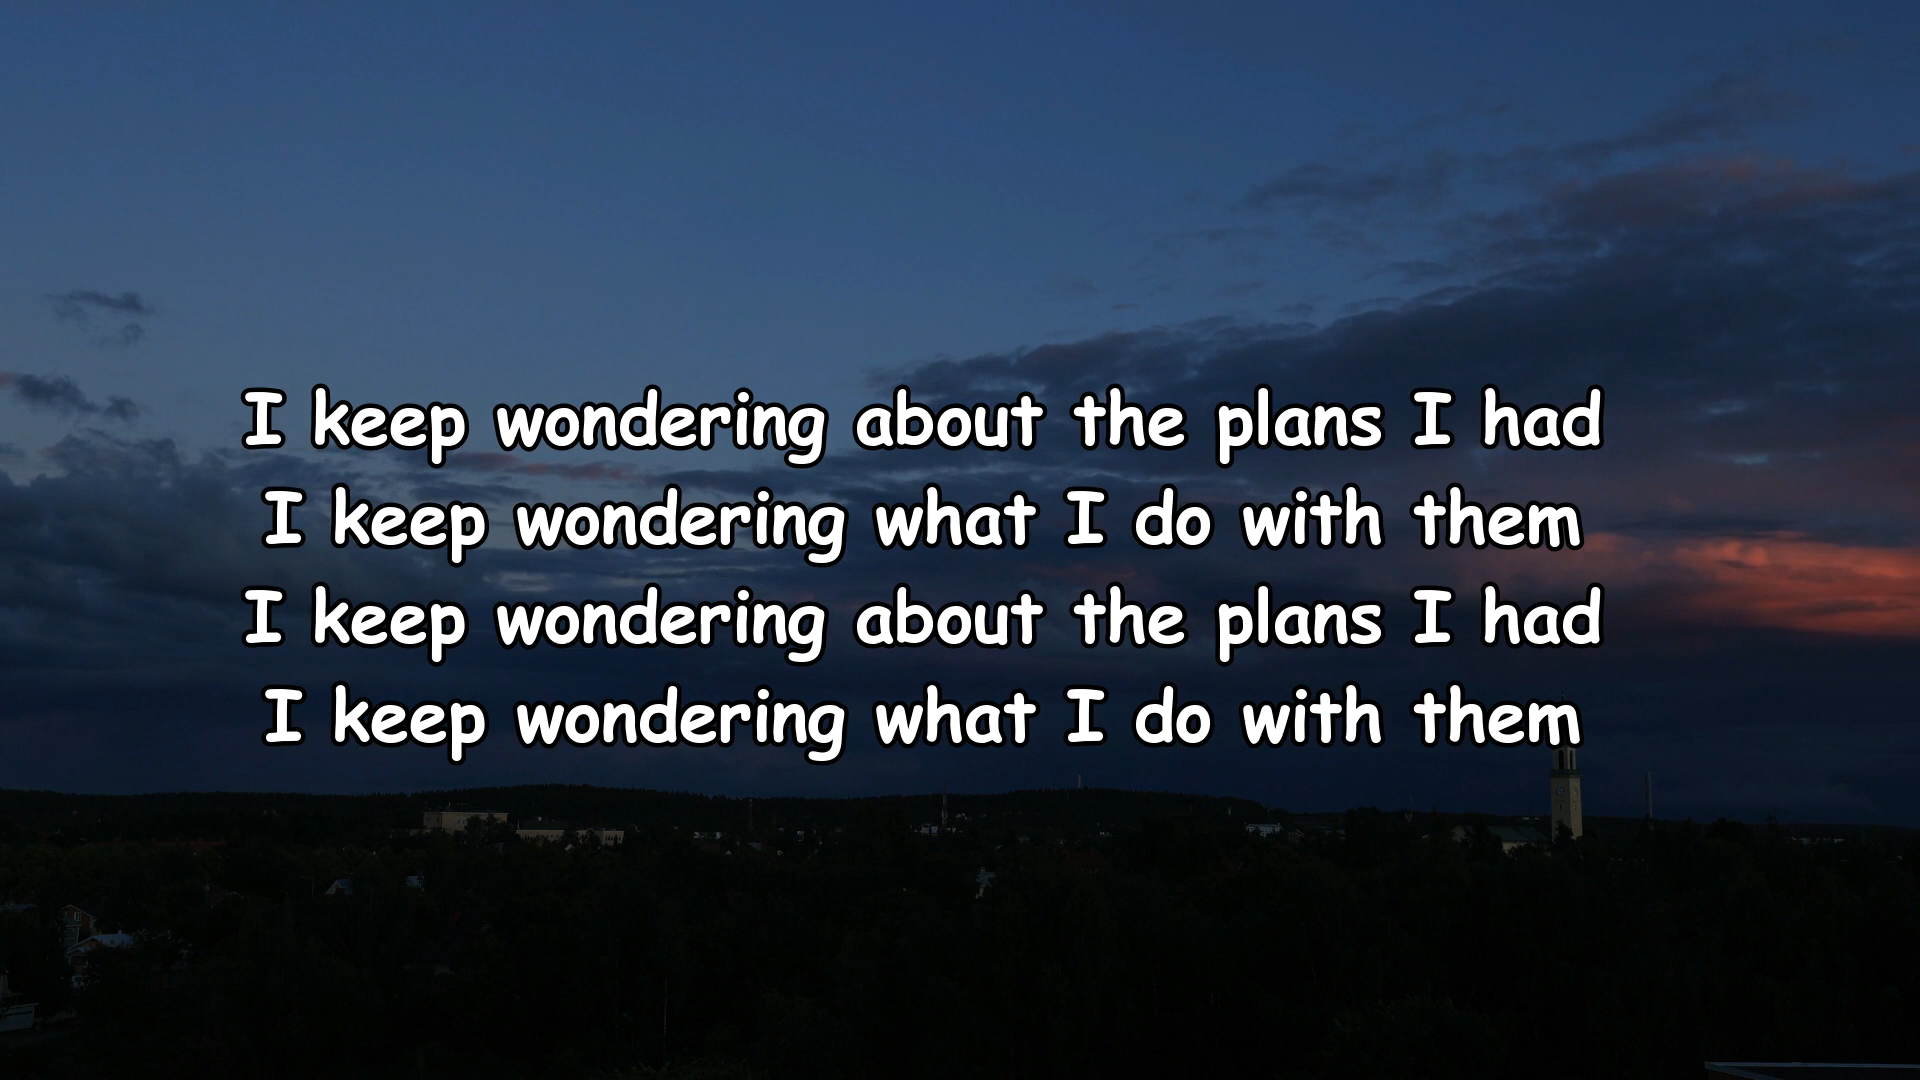 I keep wondering about the plans I had
I keep wondering what I do with them
I keep wondering about the plans I had
I keep wondering what I do with them